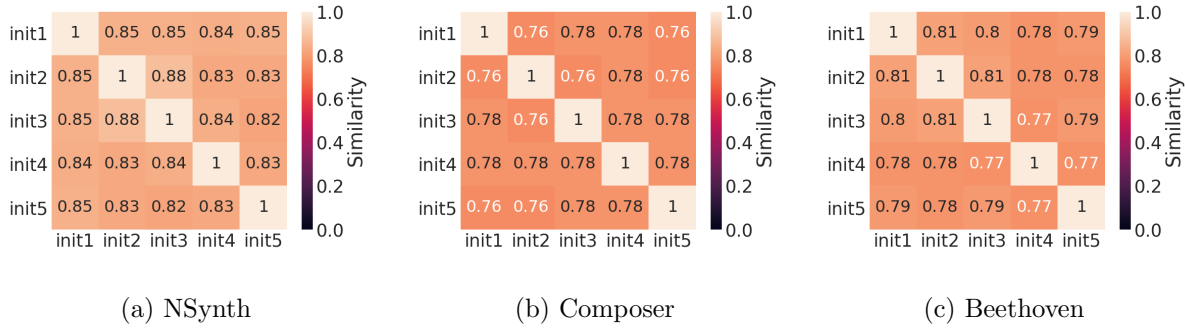 init1 1 0.85 0.85 0.84 0.85
init2 0.85 1 0.88 0.83 0.83
init3 0.85 0.88 1 0.84 0.82
init4 0.84 0.83 0.84 1 0.83
init5 0.85 0.83 0.82 0.83 1
init1 init2 init3 init4 init5
1.0
0.8
0.6
0.4
0.2
0.0
Similarity
(a) NSynth
init1 1 0.76 0.78 0.78 0.76
init2 0.76 1 0.76 0.78 0.76
init3 0.78 0.76 1 0.78 0.78
init4 0.78 0.78 0.78 1 0.78
init5 0.76 0.76 0.78 0.78 1
init1 init2 init3 init4 init5
1.0
0.8
0.6
0.4
0.2
0.0
Similarity
(b) Composer
init1 1 0.81 0.8 0.78 0.79
init2 0.81 1 0.81 0.78 0.78
init3 0.8 0.81 1 0.77 0.79
init4 0.78 0.78 0.77 1 0.77
init5 0.79 0.78 0.79 0.77 1
init1 init2 init3 init4 init5
1.0
0.8
0.6
0.4
0.2
0.0
Similarity
(c) Beethoven